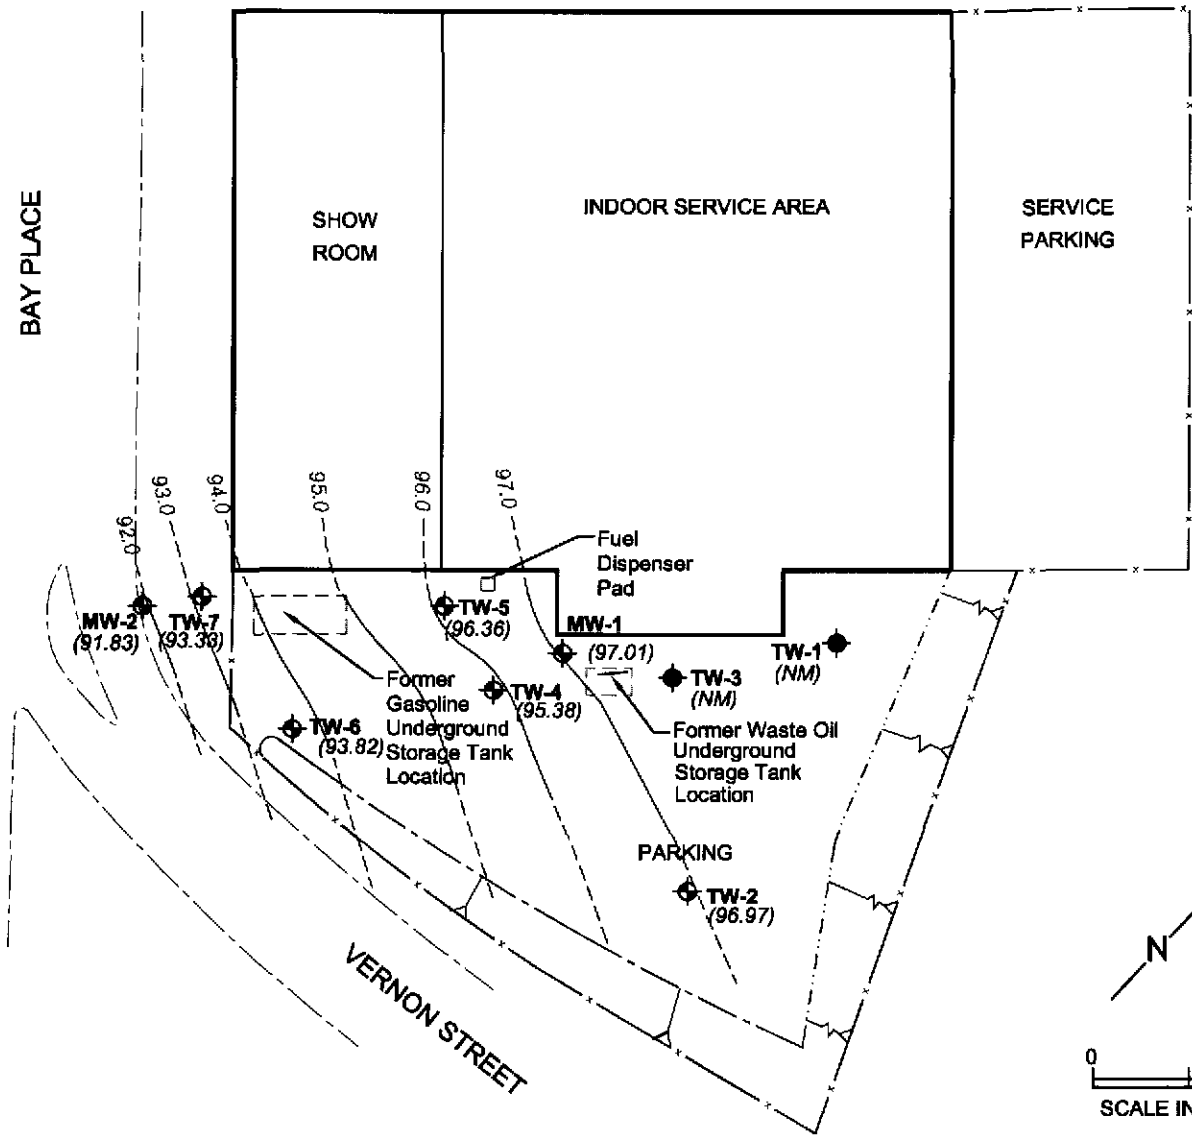 BAY PLACE
SHOW
ROOM
INDOOR SERVICE AREA
SERVICE
PARKING
92.0
93.0
94.0
95.0
96.0
97.0
Fuel
Dispenser
Pad
MW-2
(91.83)
TW-7
(93.33)
TW-5
(96.36)
MW-1
(97.01)
TW-1
(NM)
TW-3
(NM)
TW-4
(95.38)
TW-6
(93.82)
Former
Gasoline
Underground
Storage Tank
Location
Former Waste Oil
Underground
Storage Tank
Location
PARKING
TW-2
(96.97)
VERNON STREET
N
0
SCALE IN